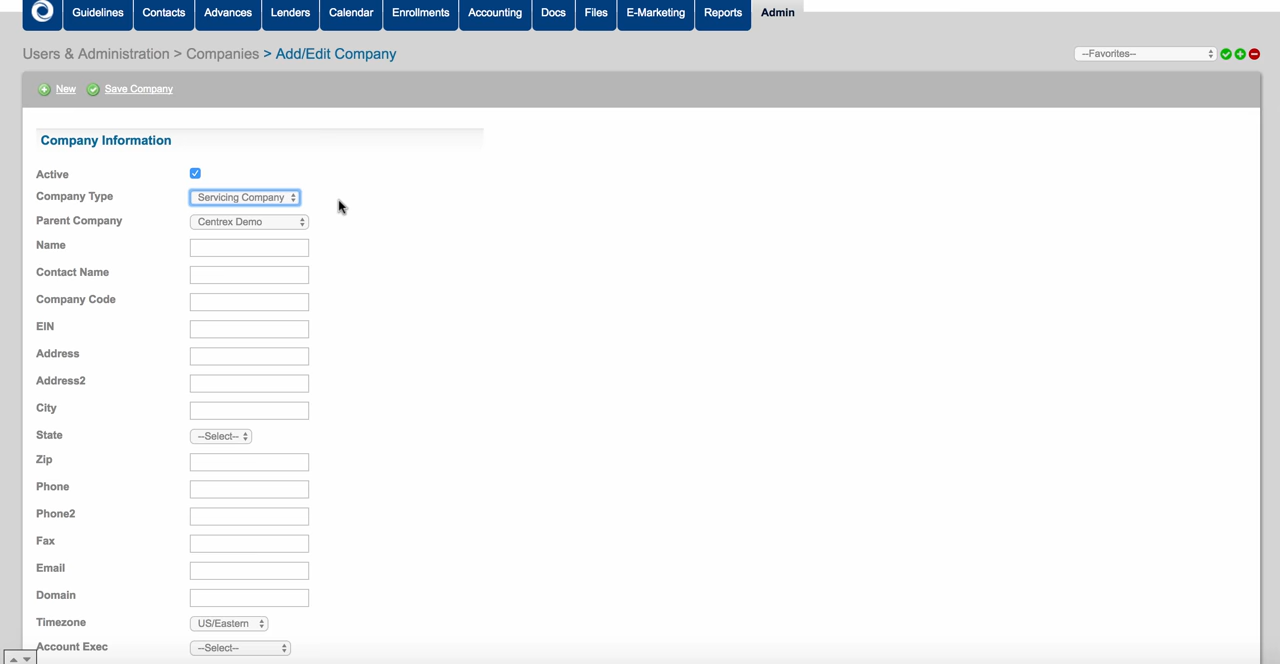 Guidelines Contacts Advances Lenders Calendar Enrollments Accounting Docs Files E-Marketing Reports Admin
Users & Administration > Companies > Add/Edit Company --Favorites--
New Save Company
Company Information
Active
Company Type Servicing Company
Parent Company Centrex Demo
Name
Contact Name
Company Code
EIN
Address
Address2
City
State --Select--
Zip
Phone
Phone2
Fax
Email
Domain
Timezone US/Eastern
Account Exec --Select--